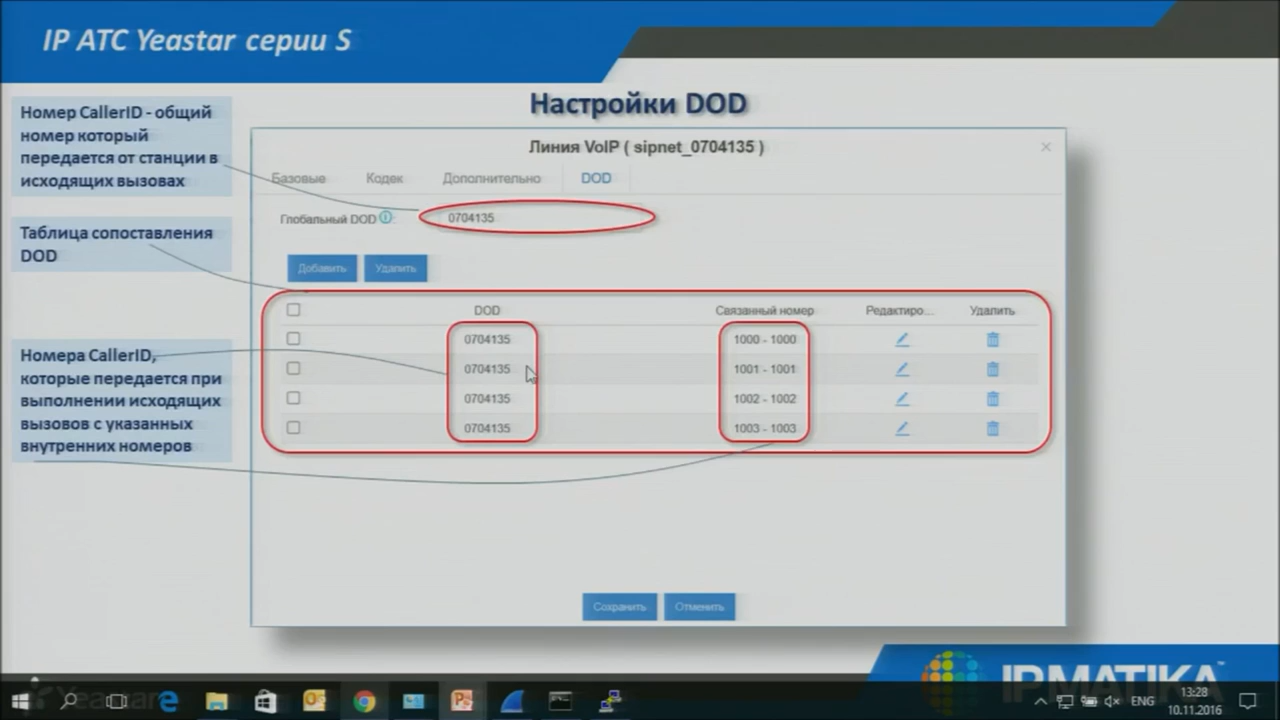 IP ATC Yeastar серии S
Настройки DOD
Номер CallerID - общий
номер который
передается от станции в
исходящих вызовах
Таблица сопоставления
DOD
Номера CallerID,
которые передается при
выполнении исходящих
вызовов с указанных
внутренних номеров
Линия VoIP ( sipnet_0704135 )
Базовые Кодек Дополнительно DOD
Глобальный DOD 0704135
Добавить Удалить
DOD Связанный номер Редактиро... Удалить
0704135 1000 - 1000
0704135 1001 - 1001
0704135 1002 - 1002
0704135 1003 - 1003
Сохранить Отменить
IPMATIKA
Yeastar
ENG
13:28
10.11.2016